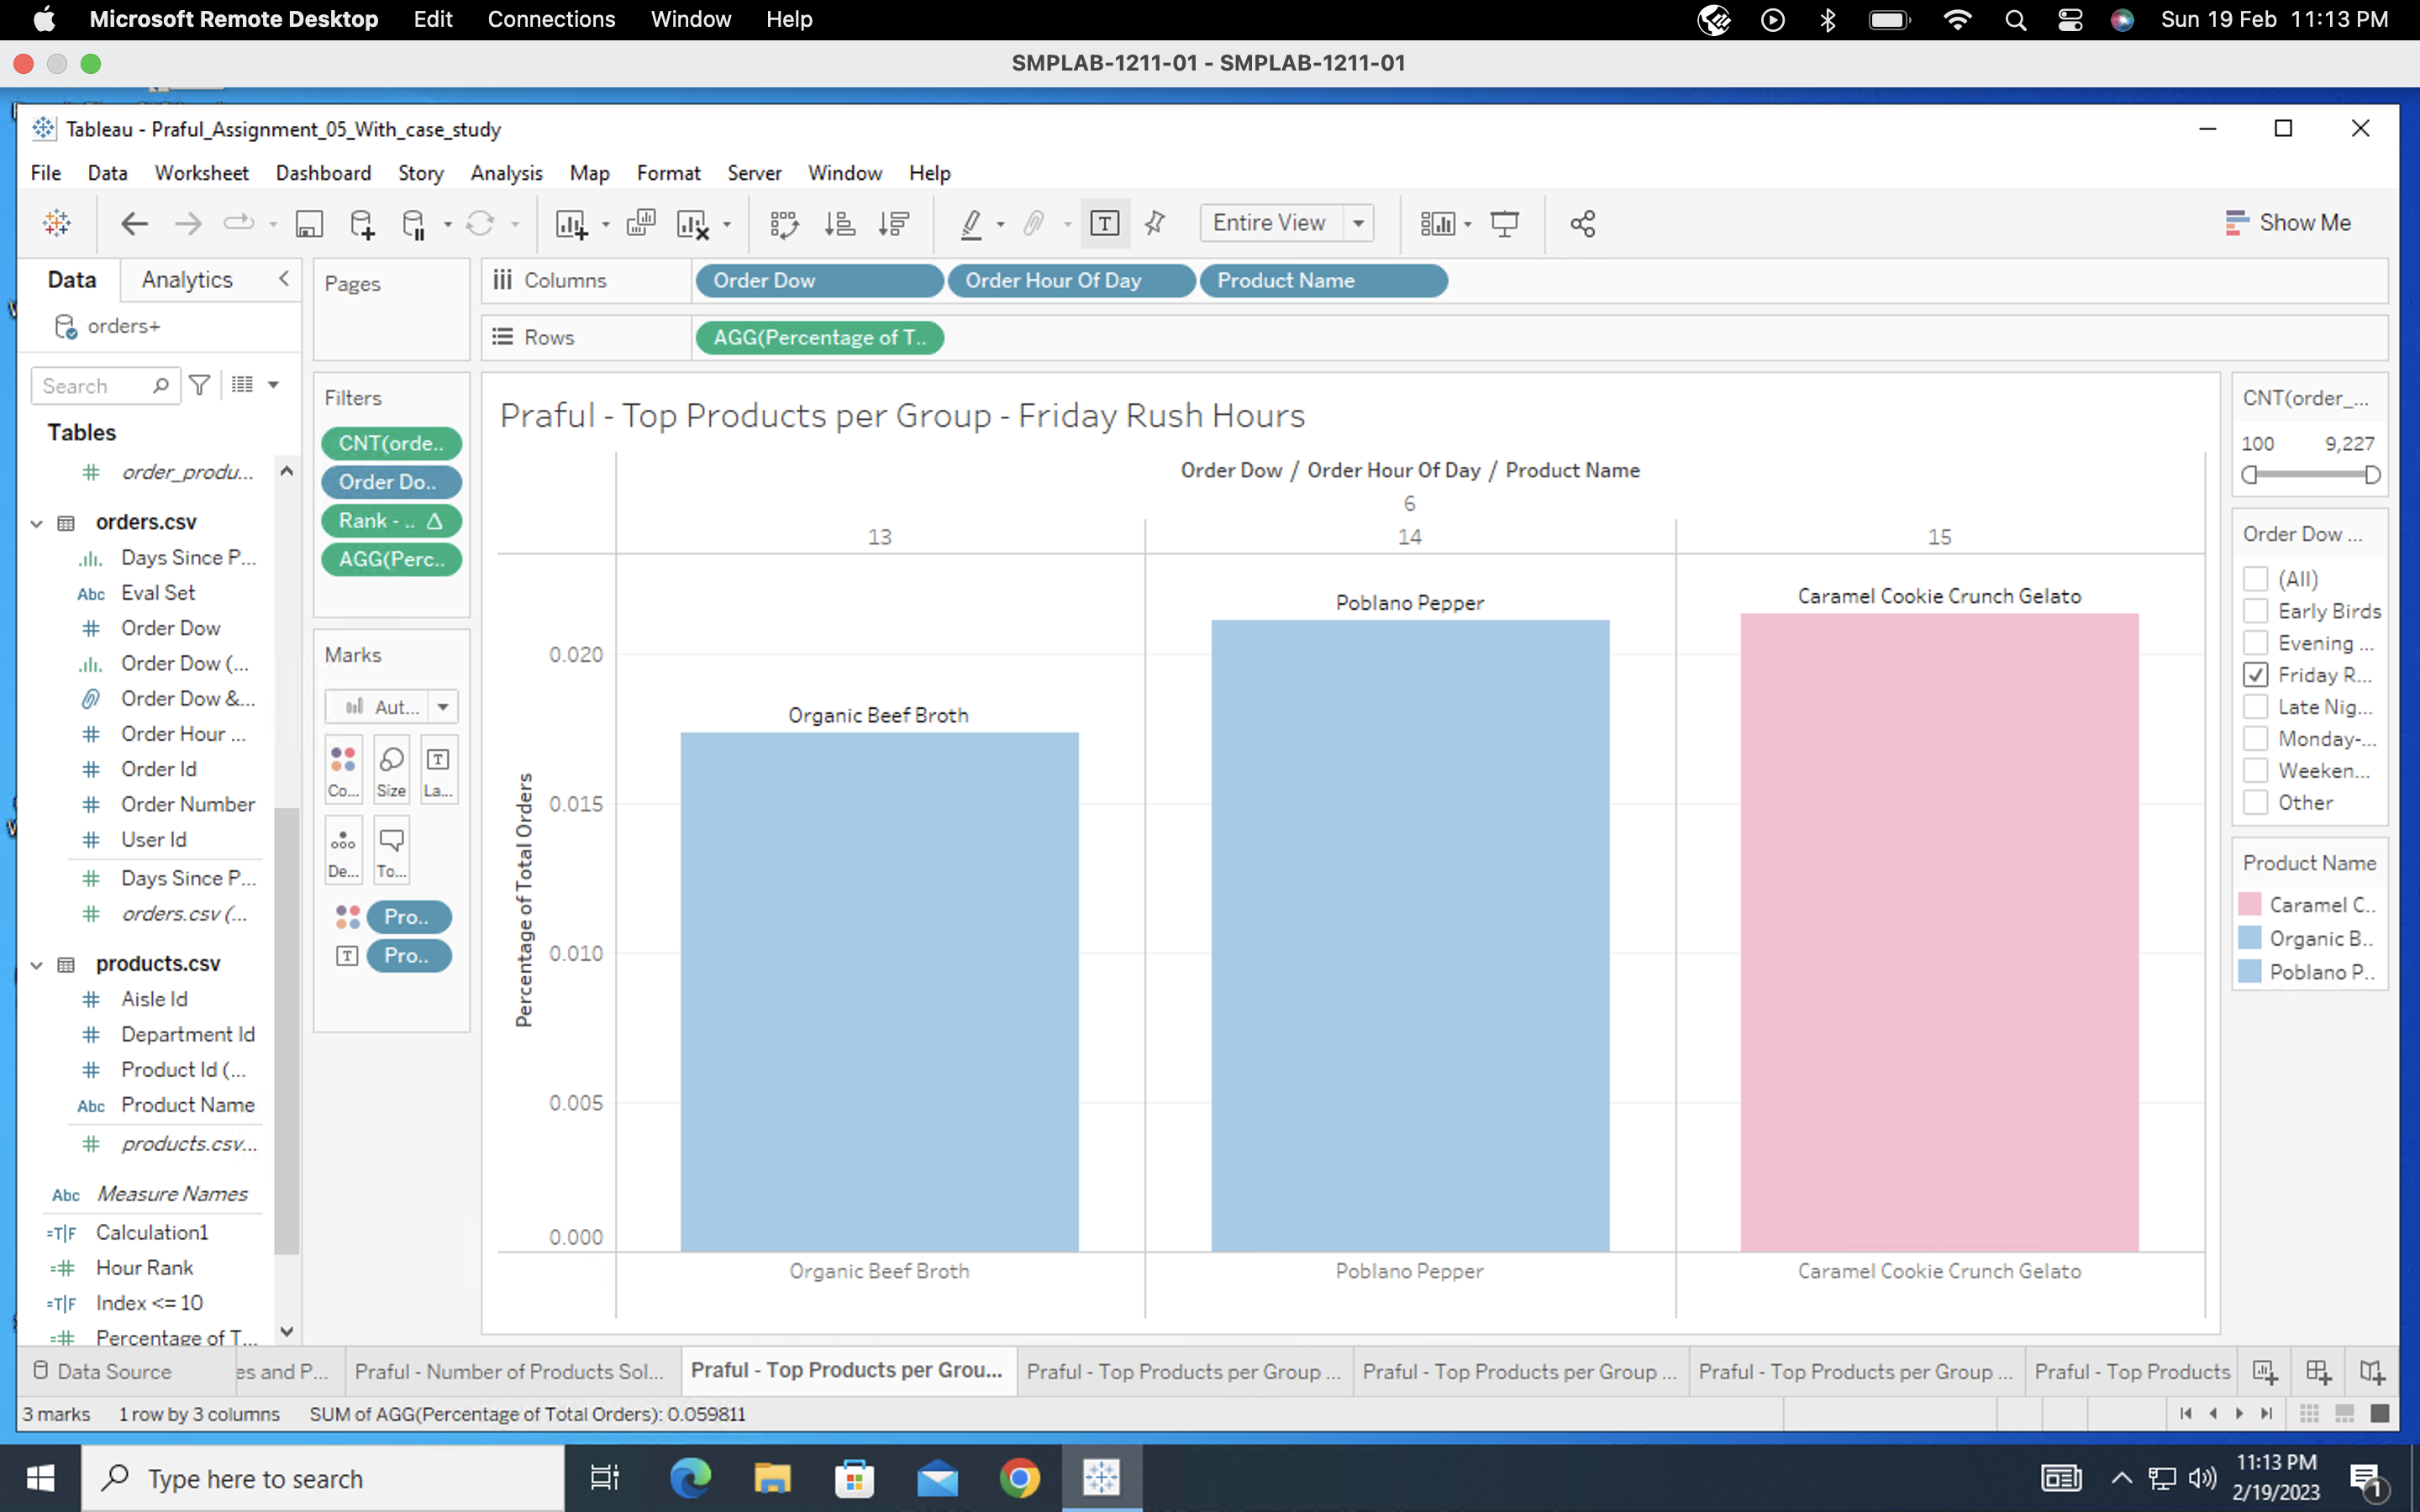 Microsoft Remote Desktop Edit Connections Window Help Sun 19 Feb 11:13 PM
SMPLAB-1211-01 - SMPLAB-1211-01
Tableau - Praful_Assignment_05_With_case_study
File Data Worksheet Dashboard Story Analysis Map Format Server Window Help
Entire View Show Me
Data Analytics
orders+
Search
Tables
order_produ...
orders.csv
Days Since P...
Eval Set
Order Dow
Order Dow (...
Order Dow &...
Order Hour ...
Order Id
Order Number
User Id
Days Since P...
orders.csv (...
products.csv
Aisle Id
Department Id
Product Id (...
Product Name
products.csv...
Measure Names
Calculation1
Hour Rank
Index <= 10
Percentage of T...
Abc
Abc
Abc
=T|F
=T|F
Pages
Filters
CNT(orde..
Order Do..
Rank - ..
AGG(Perc..
Marks
Aut...
Co... Size La...
De... To...
Pro..
Pro..
Columns Order Dow Order Hour Of Day Product Name
Rows AGG(Percentage of T..
Praful - Top Products per Group - Friday Rush Hours
Order Dow / Order Hour Of Day / Product Name
6
13 14 15
Percentage of Total Orders
0.020
0.015
0.010
0.005
0.000
Organic Beef Broth
Poblano Pepper
Caramel Cookie Crunch Gelato
Organic Beef Broth Poblano Pepper Caramel Cookie Crunch Gelato
CNT(order_...
100 9,227
Order Dow ...
(All)
Early Birds
Evening ...
Friday R...
Late Nig...
Monday-...
Weeken...
Other
Product Name
Caramel C..
Organic B..
Poblano P..
Data Source es and P... Praful - Number of Products Sol... Praful - Top Products per Grou... Praful - Top Products per Group ... Praful - Top Products per Group ... Praful - Top Products per Group ... Praful - Top Products
3 marks 1 row by 3 columns SUM of AGG(Percentage of Total Orders): 0.059811
Type here to search
11:13 PM
2/19/2023
1